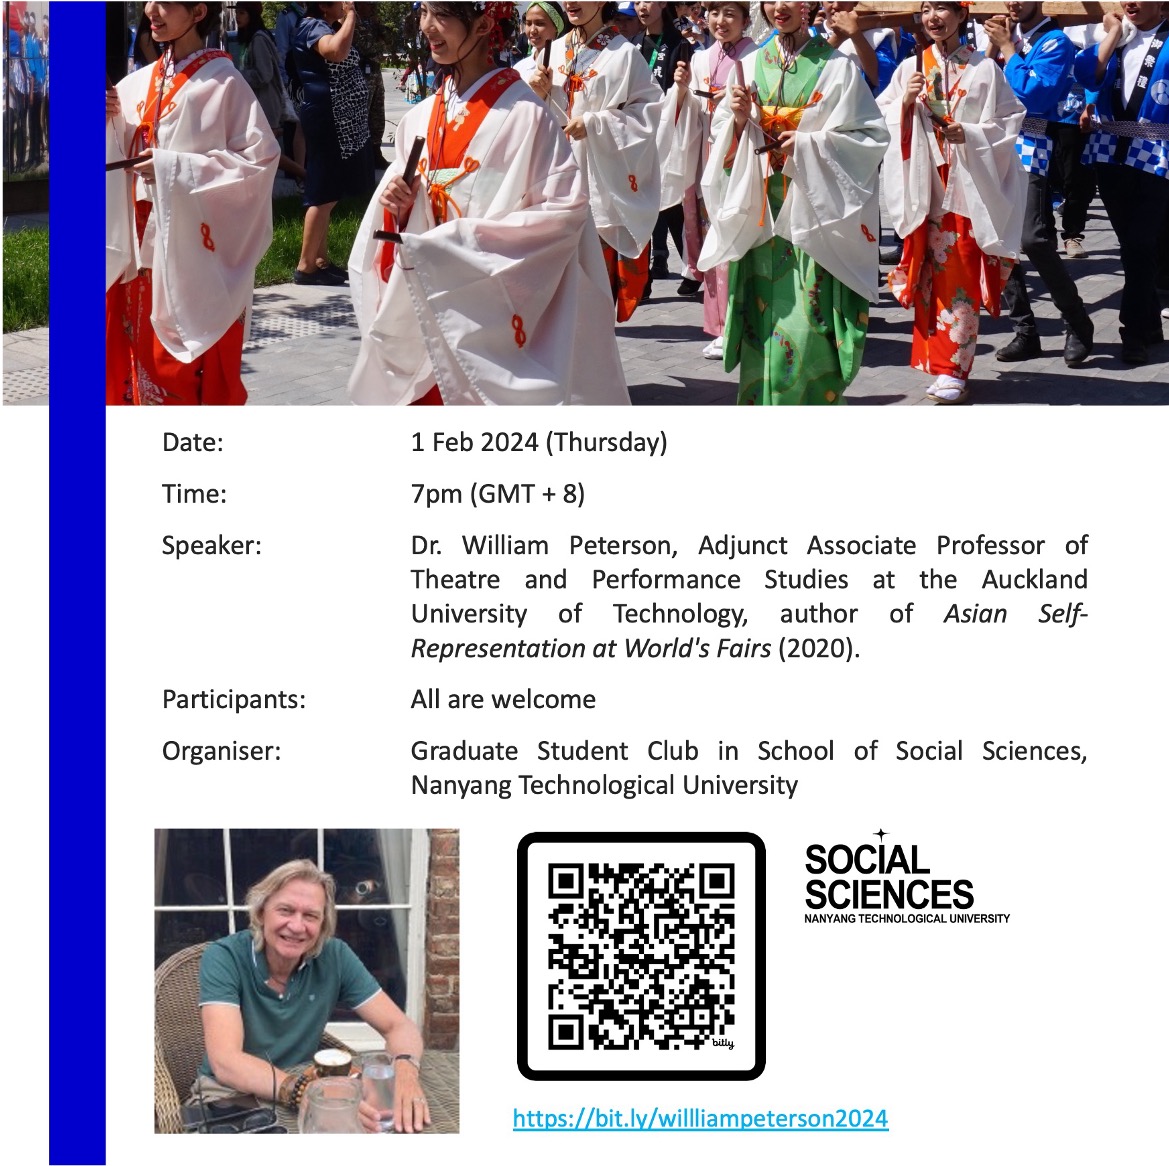 Date:
1 Feb 2024 (Thursday)
Time:
7pm (GMT + 8)
Speaker:
Dr. William Peterson, Adjunct Associate Professor of
Theatre and Performance Studies at the Auckland
University of Technology, author of Asian Self-
Representation at World's Fairs (2020).
Participants:
All are welcome
Organiser:
Graduate Student Club in School of Social Sciences,
Nanyang Technological University
bitly
SOCIAL
SCIENCES
NANYANG TECHNOLOGICAL UNIVERSITY
https://bit.ly/willliampeterson2024